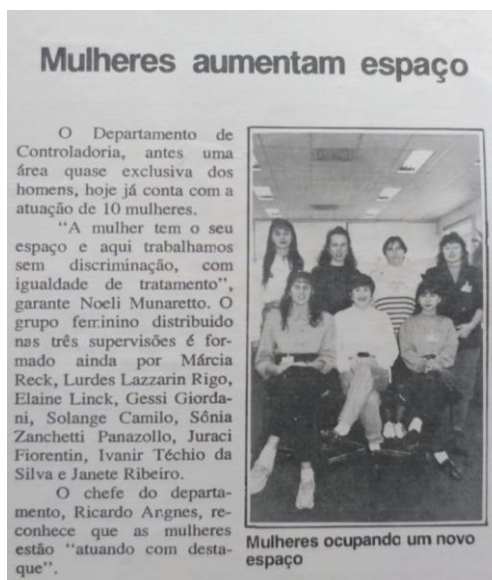 Mulheres aumentam espaço
O Departamento de
Controladoria, antes uma
área quase exclusiva dos
homens, hoje já conta com a
atuação de 10 mulheres.
"A mulher tem o seu
espaço e aqui trabalhamos
sem discriminação, com
igualdade de tratamento",
garante Noeli Munaretto. O
grupo feminino distribuido
nas três supervisões é for-
mado ainda por Márcia
Reck, Lurdes Lazzarin Rigo,
Elaine Linck, Gessi Giorda-
ni, Solange Camilo, Sônia
Zanchetti Panazollo, Juraci
Fiorentin, Ivanir Téchio da
Silva e Janete Ribeiro.
O chefe do departa-
mento, Ricardo Argnes, re-
conhece que as mulheres
estão "atuando com desta-
que".
Mulheres ocupando um novo
espaço